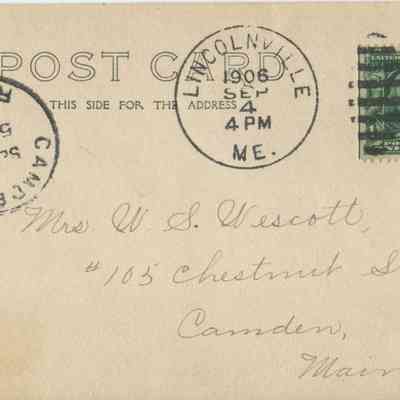 POST CARD
THIS SIDE FOR THE ADDRESS
LINCOLNVILLE
1906
SEP
4
4 PM
ME.
Mrs. W. S. Wescott,
#105 Chestnut S
Camden,
Main